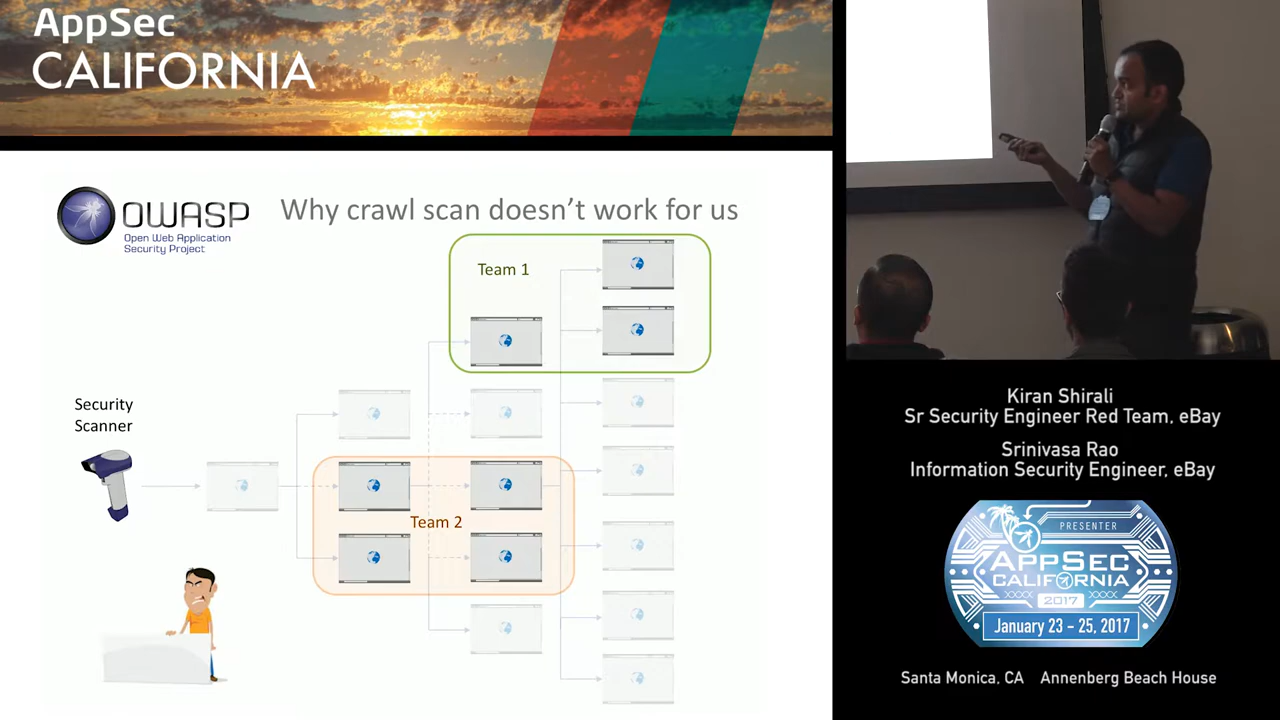 AppSec
CALIFORNIA
OWASP
Open Web Application
Security Project
Why crawl scan doesn't work for us
Team 1
Security
Scanner
Team 2
Kiran Shirali
Sr Security Engineer Red Team, eBay
Srinivasa Rao
Information Security Engineer, eBay
PRESENTER
APPSEC
CALIFORNIA
2017
January 23 - 25, 2017
Santa Monica, CA Annenberg Beach House